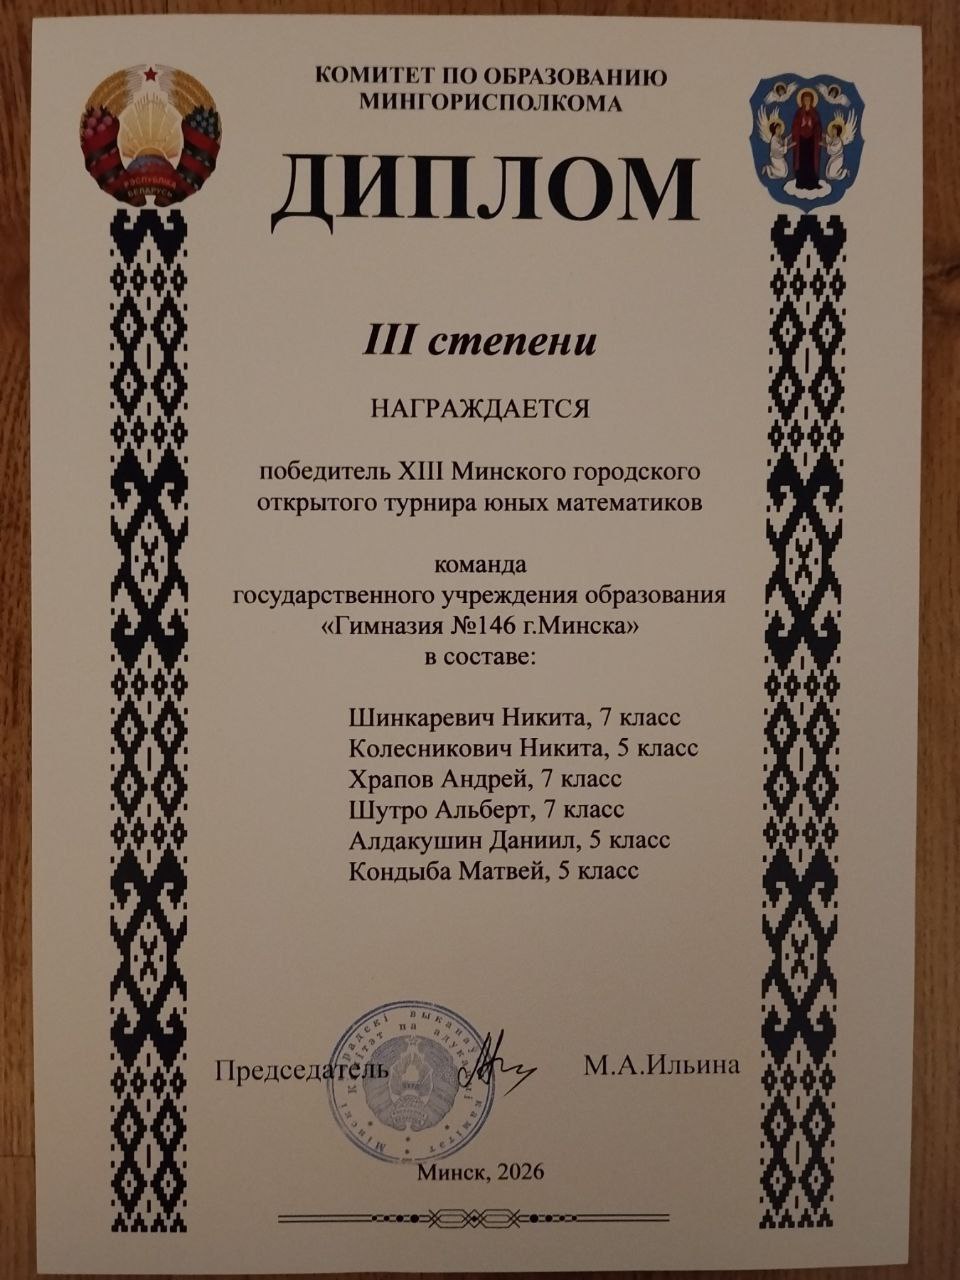 КОМИТЕТ ПО ОБРАЗОВАНИЮ
МИНГОРИСПОЛКОМА
ДИПЛОМ
РЭСПУБЛІКА
БЕЛАРУСЬ
III степени
НАГРАЖДАЕТСЯ
победитель XIII Минского городского
открытого турнира юных математиков
команда
государственного учреждения образования
«Гимназия №146 г.Минска»
в составе:
Шинкаревич Никита, 7 класс
Колесникович Никита, 5 класс
Храпов Андрей, 7 класс
Шутро Альберт, 7 класс
Алдакушин Даниил, 5 класс
Кондыба Матвей, 5 класс
Председатель
М.А.Ильина
Минск, 2026